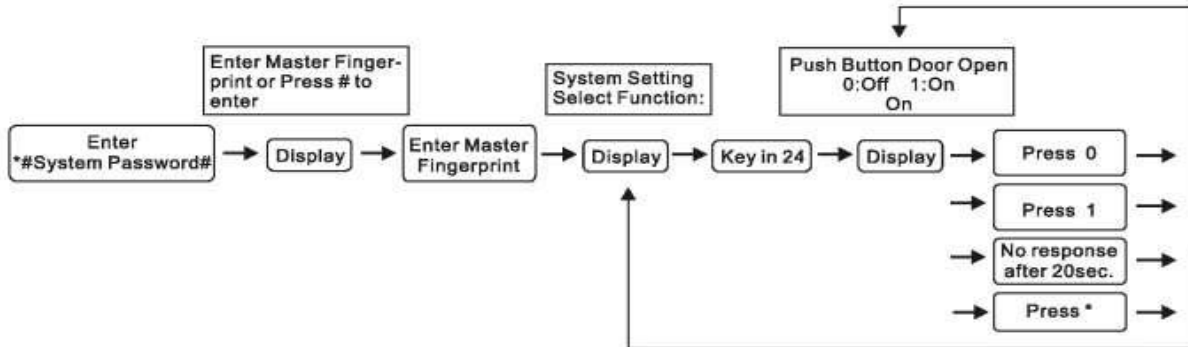 Enter Master Finger-
print or Press # to
enter
System Setting
Select Function:
Push Button Door Open
0:Off 1:On
On
Enter
*#System Password#
Display
Enter Master
Fingerprint
Display
Key in 24
Display
Press 0
Press 1
No response
after 20sec.
Press *